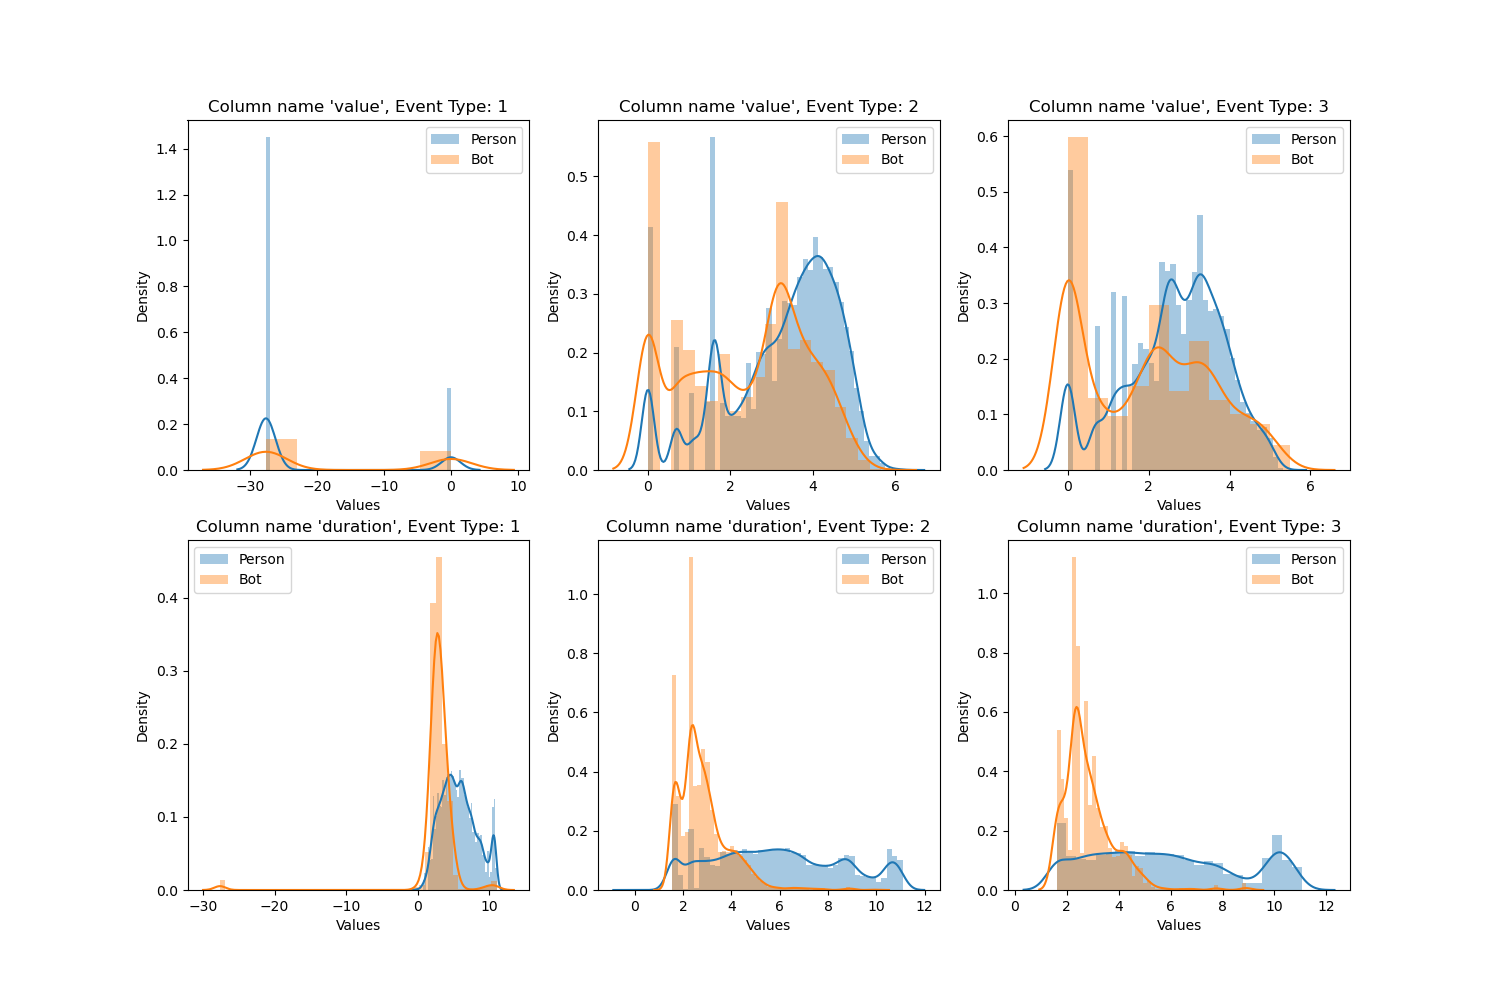 Column name 'value', Event Type: 1
Person
Bot
1.4
1.2
1.0
0.8
0.6
0.4
0.2
0.0
Density
−30
−20
−10
0
10
Values
Column name 'value', Event Type: 2
Person
Bot
0.5
0.4
0.3
0.2
0.1
0.0
Density
0
2
4
6
Values
Column name 'value', Event Type: 3
Person
Bot
0.6
0.5
0.4
0.3
0.2
0.1
0.0
Density
0
2
4
6
Values
Column name 'duration', Event Type: 1
Person
Bot
0.4
0.3
0.2
0.1
0.0
Density
−30
−20
−10
0
10
Values
Column name 'duration', Event Type: 2
Person
Bot
1.0
0.8
0.6
0.4
0.2
0.0
Density
0
2
4
6
8
10
12
Values
Column name 'duration', Event Type: 3
Person
Bot
1.0
0.8
0.6
0.4
0.2
0.0
Density
0
2
4
6
8
10
12
Values